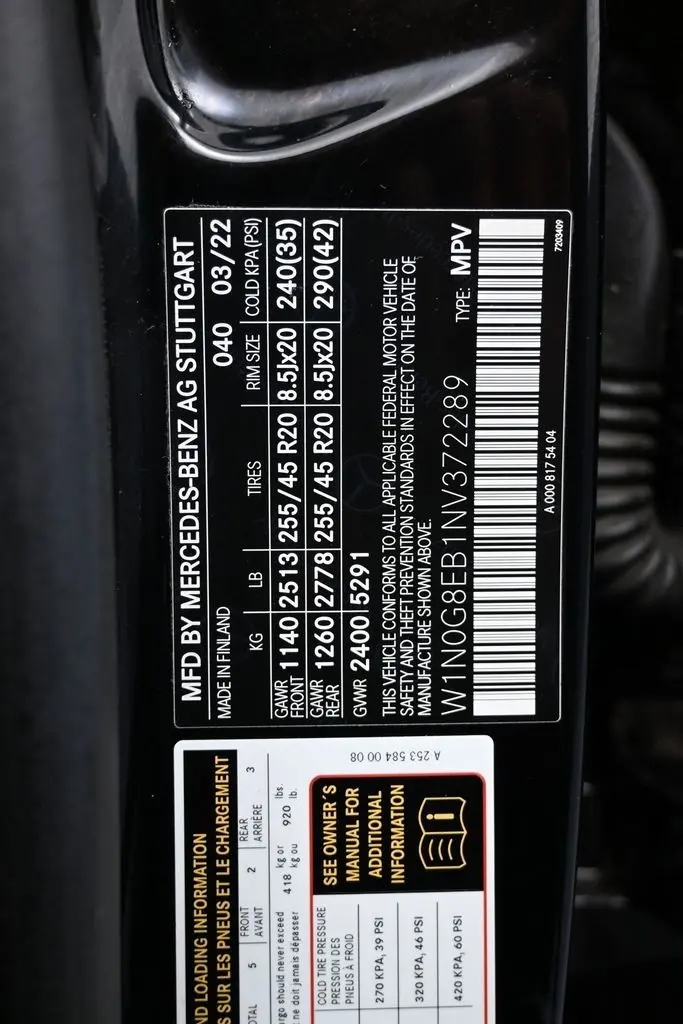 MFD BY MERCEDES-BENZ AG STUTTGART
MADE IN FINLAND 040 03/22
KG LB TIRES RIM SIZE COLD KPA(PSI)
GAWR FRONT 1140 2513 255/45 R20 8.5Jx20 240(35)
GAWR REAR 1260 2778 255/45 R20 8.5Jx20 290(42)
GVWR 2400 5291
THIS VEHICLE CONFORMS TO ALL APPLICABLE FEDERAL MOTOR VEHICLE
SAFETY AND THEFT PREVENTION STANDARDS IN EFFECT ON THE DATE OF
MANUFACTURE SHOWN ABOVE.
W1N0G8EB1NV372289 TYPE: MPV
A 000 817 54 04
7203409
LOADING INFORMATION
SUR LES PNEUS ET LE CHARGEMENT
5 FRONT AVANT 2 REAR ARRIÈRE 3
should never exceed 418 kg or 920 lbs.
ne doit jamais dépasser kg ou lb.
COLD TIRE PRESSURE
PRESSION DES
PNEUS À FROID
270 KPA, 39 PSI
320 KPA, 46 PSI
420 KPA, 60 PSI
SEE OWNER'S
MANUAL FOR
ADDITIONAL
INFORMATION
A 253 584 00 08